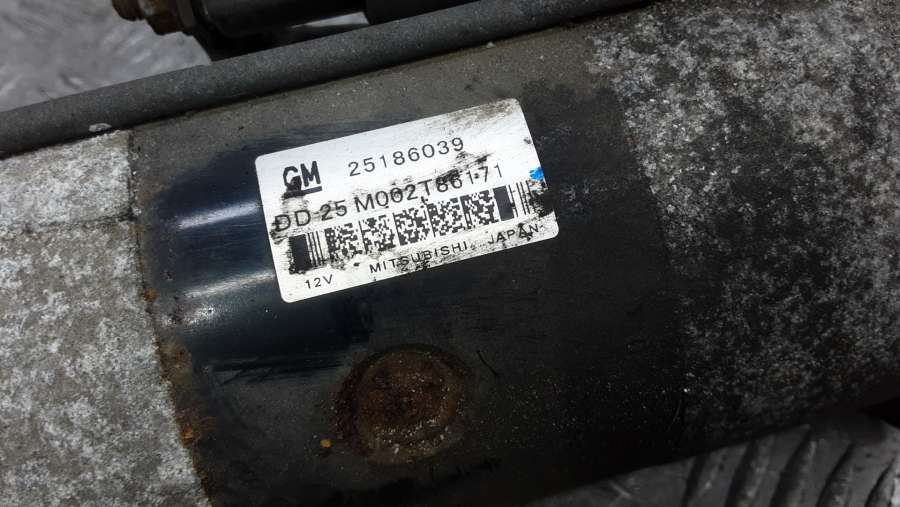 GM 25186039
DD 25 M002T86171
12V MITSUBISHI JAPAN